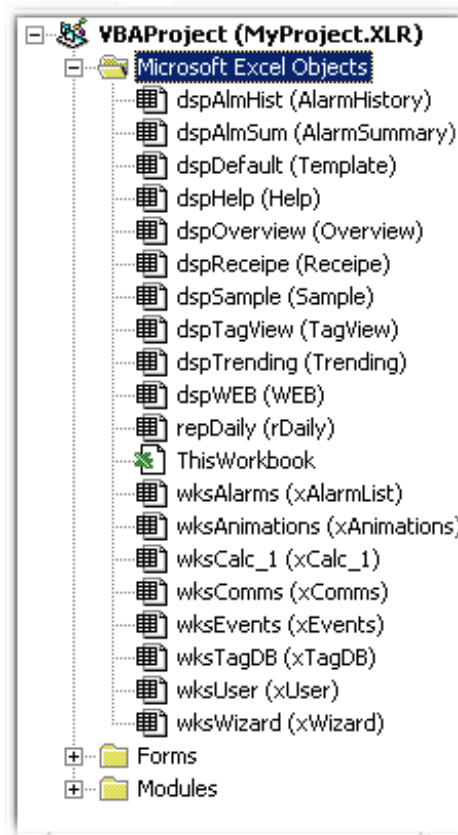 VBAProject (MyProject.XLR)
Microsoft Excel Objects
dspAlmHist (AlarmHistory)
dspAlmSum (AlarmSummary)
dspDefault (Template)
dspHelp (Help)
dspOverview (Overview)
dspReceipe (Receipe)
dspSample (Sample)
dspTagView (TagView)
dspTrending (Trending)
dspWEB (WEB)
repDaily (rDaily)
ThisWorkbook
wksAlarms (xAlarmList)
wksAnimations (xAnimations)
wksCalc_1 (xCalc_1)
wksComms (xComms)
wksEvents (xEvents)
wksTagDB (xTagDB)
wksUser (xUser)
wksWizard (xWizard)
Forms
Modules